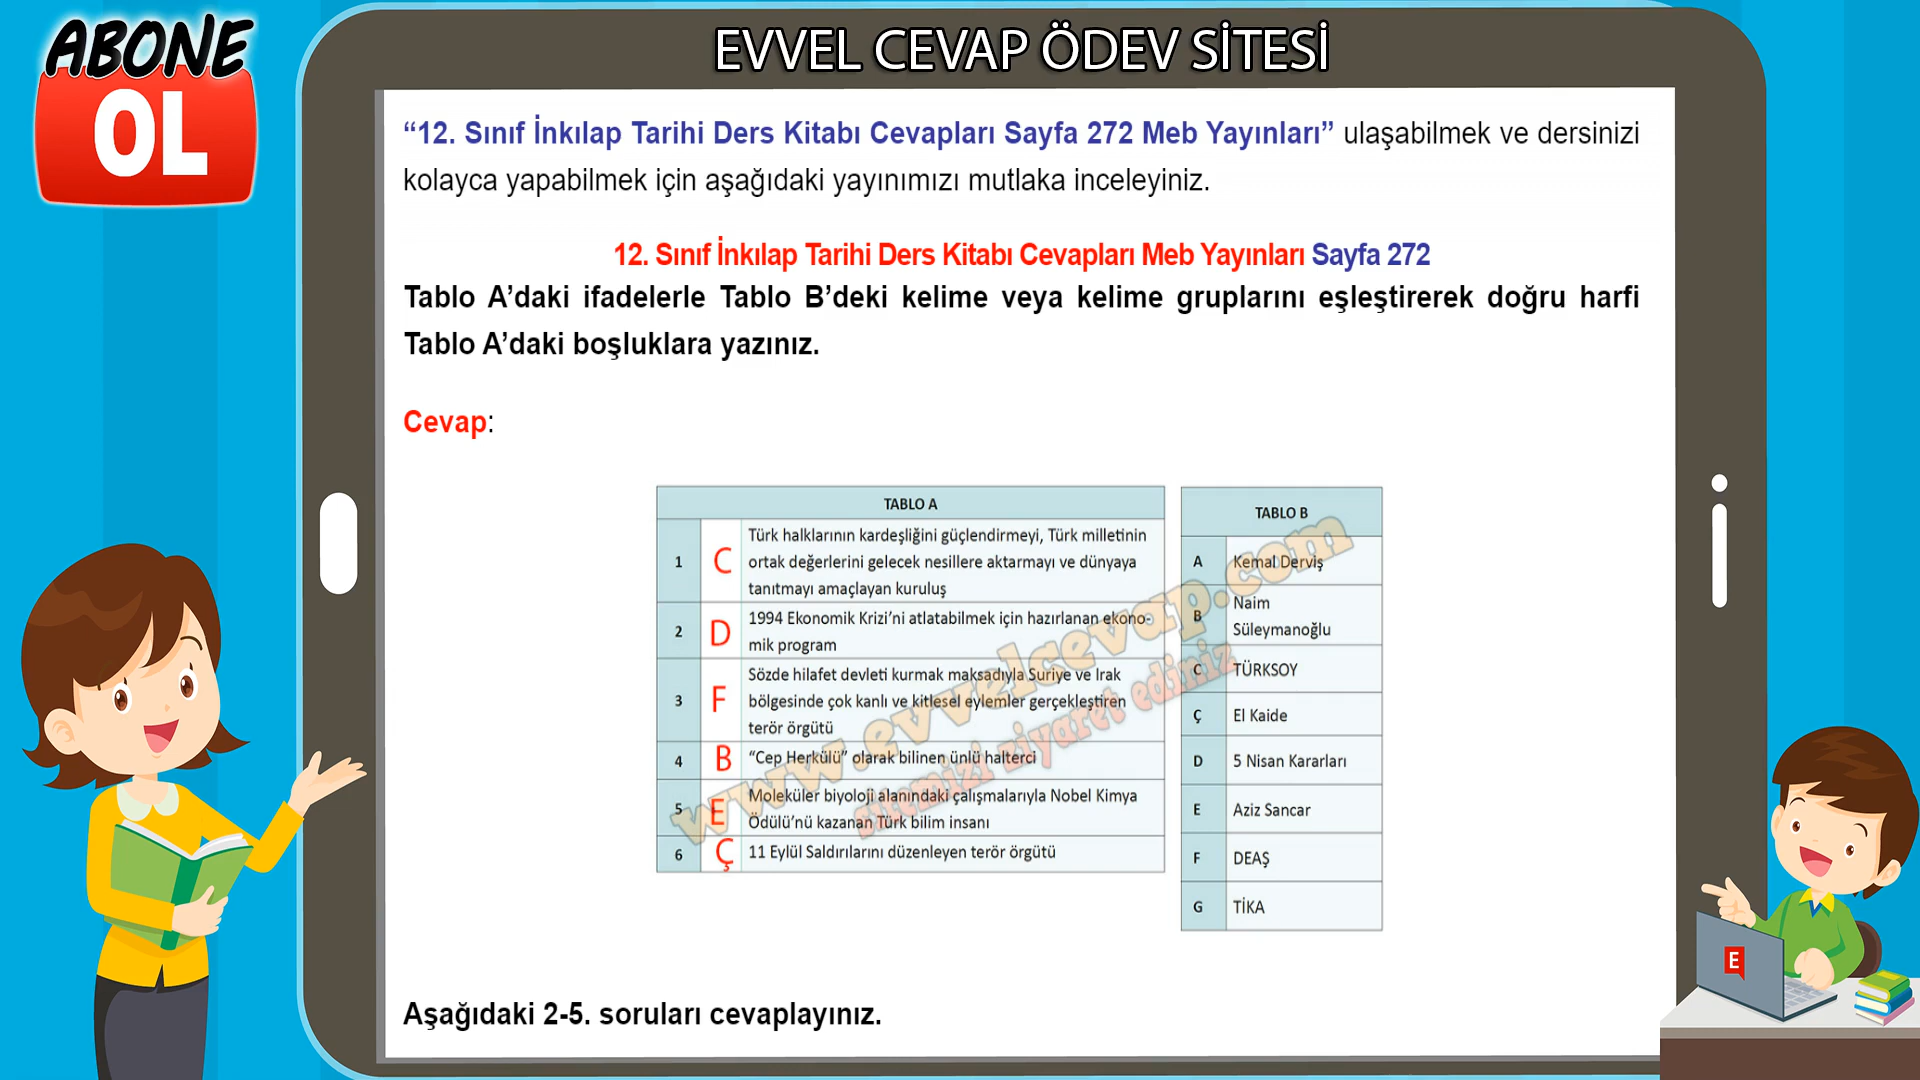 ABONE
OL
EVVEL CEVAP ÖDEV SİTESİ
“12. Sınıf İnkılap Tarihi Ders Kitabı Cevapları Sayfa 272 Meb Yayınları” ulaşabilmek ve dersinizi
kolayca yapabilmek için aşağıdaki yayınımızı mutlaka inceleyiniz.
12. Sınıf İnkılap Tarihi Ders Kitabı Cevapları Meb Yayınları Sayfa 272
Tablo A’daki ifadelerle Tablo B’deki kelime veya kelime gruplarını eşleştirerek doğru harfi
Tablo A’daki boşluklara yazınız.
Cevap:
TABLO A
1 C Türk halklarının kardeşliğini güçlendirmeyi, Türk milletinin
ortak değerlerini gelecek nesillere aktarmayı ve dünyaya
tanıtmayı amaçlayan kuruluş
2 D 1994 Ekonomik Krizi’ni atlatabilmek için hazırlanan ekono-
mik program
3 F Sözde hilafet devleti kurmak maksadıyla Suriye ve Irak
bölgesinde çok kanlı ve kitlesel eylemler gerçekleştiren
terör örgütü
4 B “Cep Herkülü” olarak bilinen ünlü halterci
5 E Moleküler biyoloji alanındaki çalışmalarıyla Nobel Kimya
Ödülü’nü kazanan Türk bilim insanı
6 Ç 11 Eylül Saldırılarını düzenleyen terör örgütü
TABLO B
A Kemal Derviş
B Naim
Süleymanoğlu
C TÜRKSOY
Ç El Kaide
D 5 Nisan Kararları
E Aziz Sancar
F DEAŞ
G TİKA
www.evvelcevap.com
sitemizi ziyaret ediniz
Aşağıdaki 2-5. soruları cevaplayınız.
E